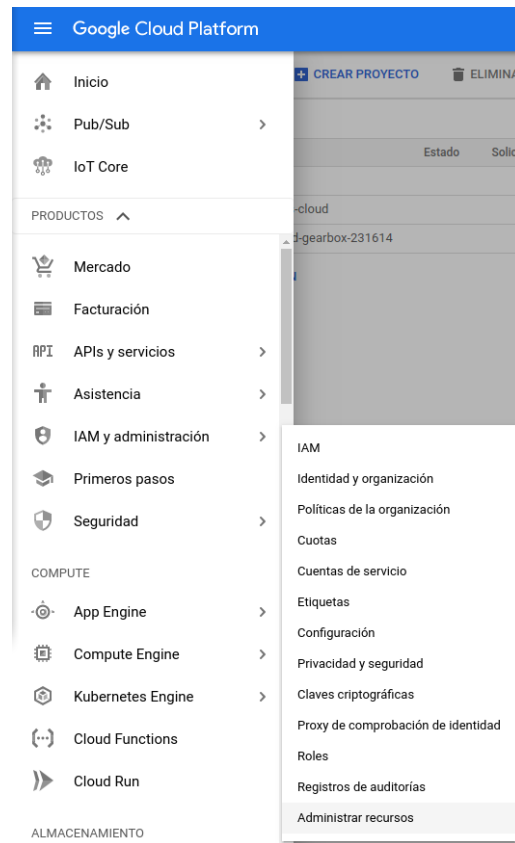 Google Cloud Platform
Inicio
CREAR PROYECTO
Pub/Sub
Estado
IoT Core
PRODUCTOS
-cloud
d-gearbox-231614
Mercado
Facturación
API APIs y servicios
Asistencia
IAM y administración
Primeros pasos
Seguridad
IAM
Identidad y organización
Políticas de la organización
Cuotas
Cuentas de servicio
Etiquetas
Configuración
Privacidad y seguridad
Claves criptográficas
Proxy de comprobación de identidad
Roles
Registros de auditorías
Administrar recursos
COMPUTE
App Engine
Compute Engine
Kubernetes Engine
Cloud Functions
Cloud Run
ALMACENAMIENTO